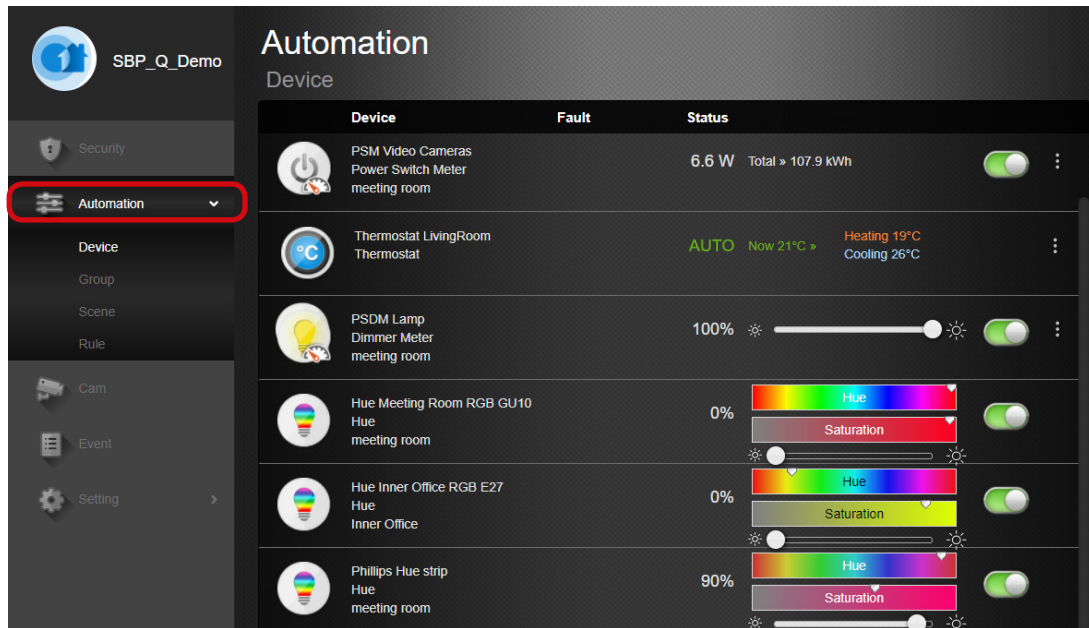 SBP_Q_Demo
Security
Automation
Device
Group
Scene
Rule
Cam
Event
Setting
Automation
Device
Device Fault Status
PSM Video Cameras
Power Switch Meter
meeting room
6.6 W Total » 107.9 kWh
Thermostat LivingRoom
Thermostat
°C
AUTO Now 21°C »
Heating 19°C
Cooling 26°C
PSDM Lamp
Dimmer Meter
meeting room
100%
Hue Meeting Room RGB GU10
Hue
meeting room
0%
Hue
Saturation
Hue Inner Office RGB E27
Hue
Inner Office
0%
Hue
Saturation
Phillips Hue strip
Hue
meeting room
90%
Hue
Saturation